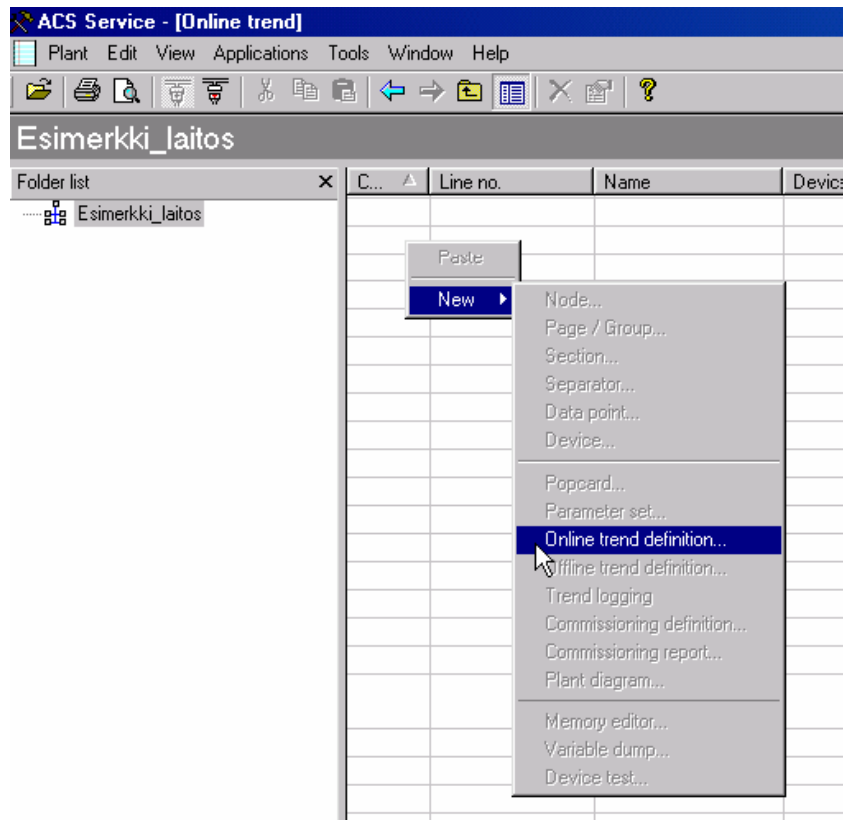 ACS Service - [Online trend]
Plant Edit View Applications Tools Window Help
Esimerkki_laitos
Folder list
C... Line no. Name Device
Esimerkki_laitos
Paste
New
Node...
Page / Group...
Section...
Separator...
Data point...
Device...
Popcard...
Parameter set...
Online trend definition...
Offline trend definition...
Trend logging
Commissioning definition...
Commissioning report...
Plant diagram...
Memory editor...
Variable dump...
Device test...